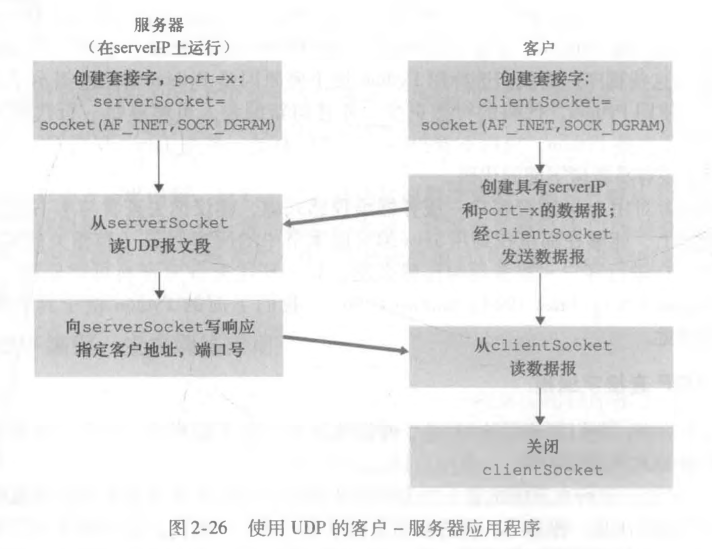 服务器
（在serverIP上运行）
创建套接字，port=x:
serverSocket=
socket(AF_INET,SOCK_DGRAM)
从serverSocket
读UDP报文段
向serverSocket写响应
指定客户地址，端口号
客户
创建套接字:
clientSocket=
socket(AF_INET,SOCK_DGRAM)
创建具有serverIP
和port=x的数据报;
经clientSocket
发送数据报
从clientSocket
读数据报
关闭
clientSocket
图 2-26 使用 UDP 的客户 - 服务器应用程序